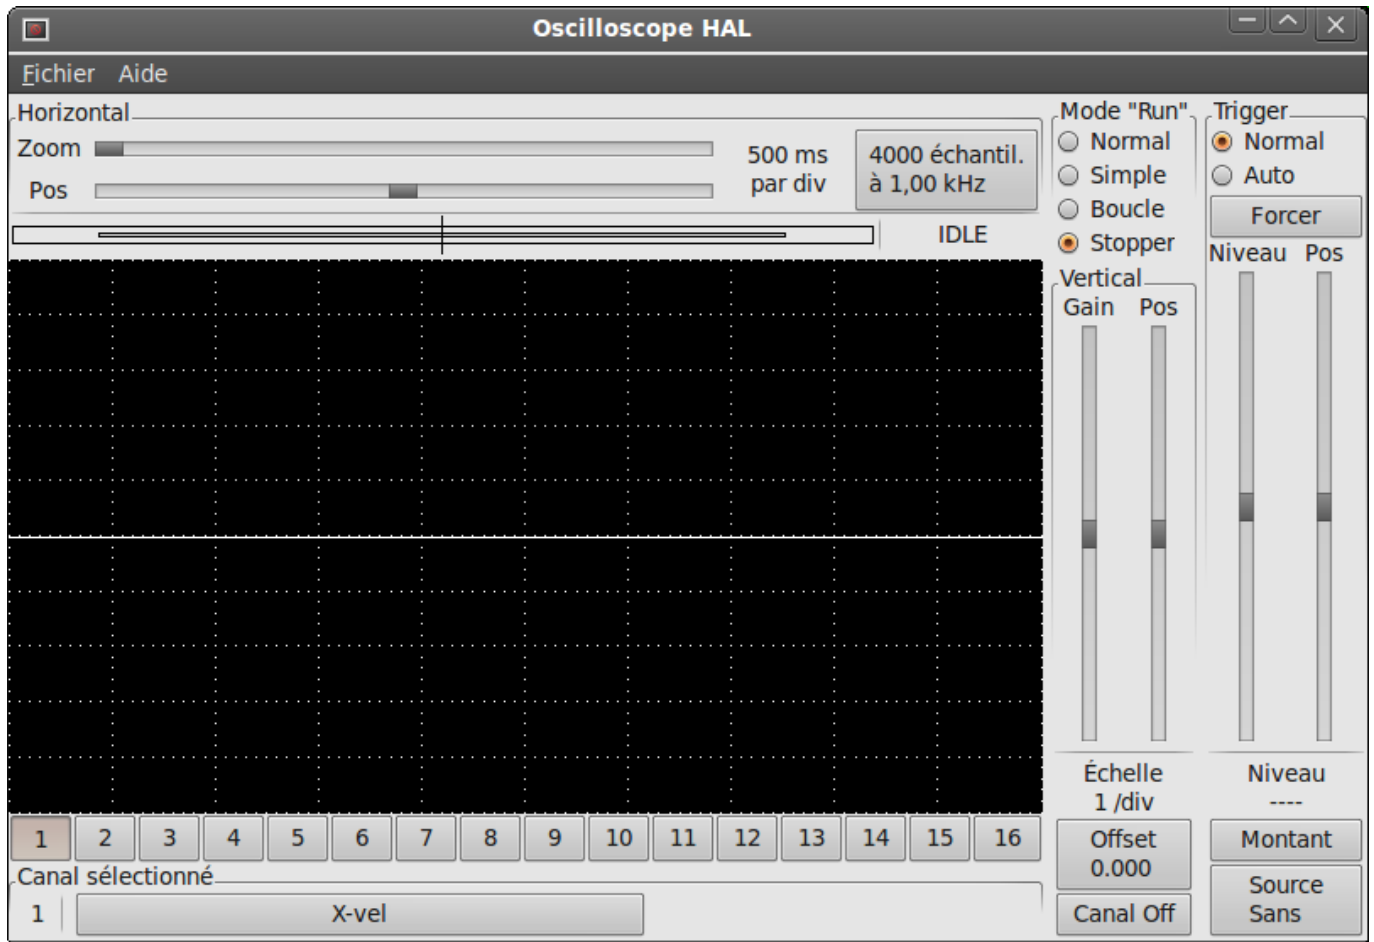 Oscilloscope HAL
Fichier Aide
Horizontal
Zoom
Pos
500 ms
par div
4000 échantil.
à 1,00 kHz
IDLE
Mode "Run"
Normal
Simple
Boucle
Stopper
Trigger
Normal
Auto
Forcer
Niveau Pos
Vertical
Gain Pos
Échelle
1 /div
Offset
0.000
Canal Off
Niveau
----
Montant
Source
Sans
1 2 3 4 5 6 7 8 9 10 11 12 13 14 15 16
Canal sélectionné
1 X-vel